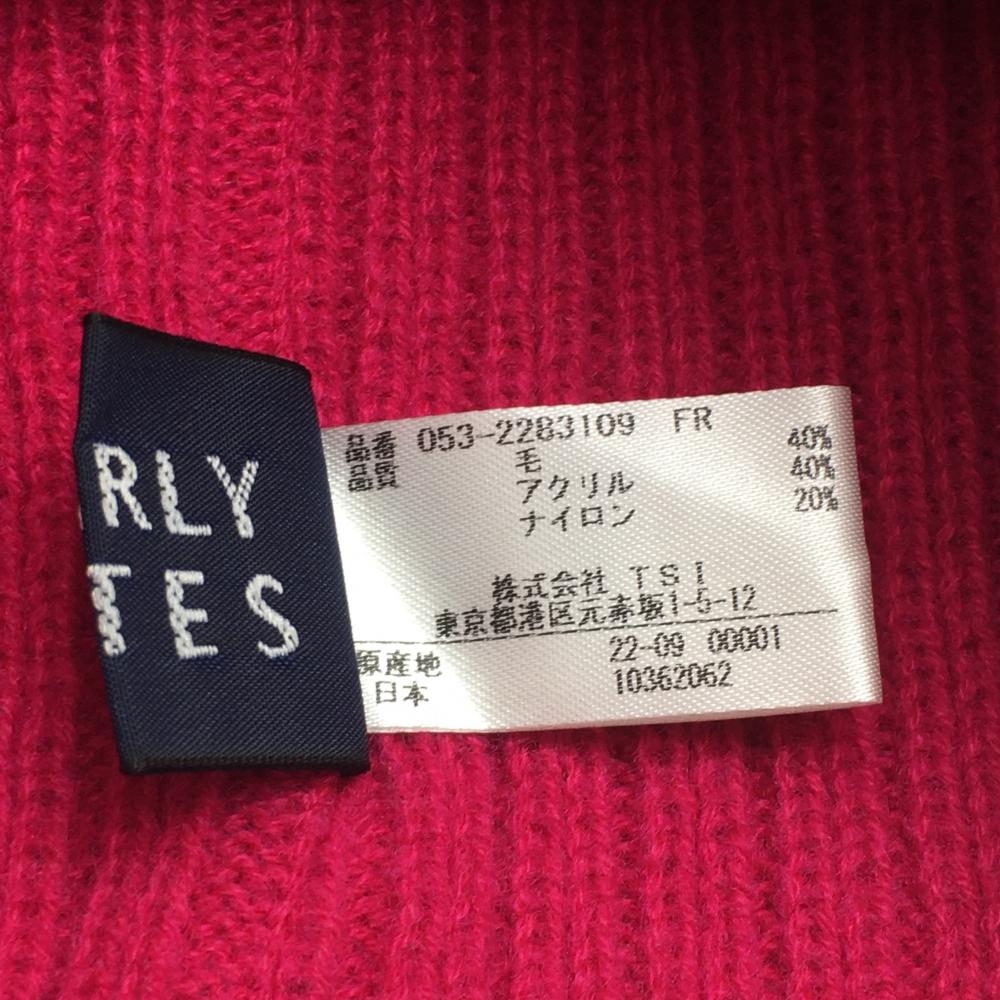 RLY
TES
品番 053-2283109 FR
品質 毛 40%
アクリル 40%
ナイロン 20%
株式会社 TSI
東京都港区元赤坂1-5-12
原産地 22-09 00001
日本 10362062